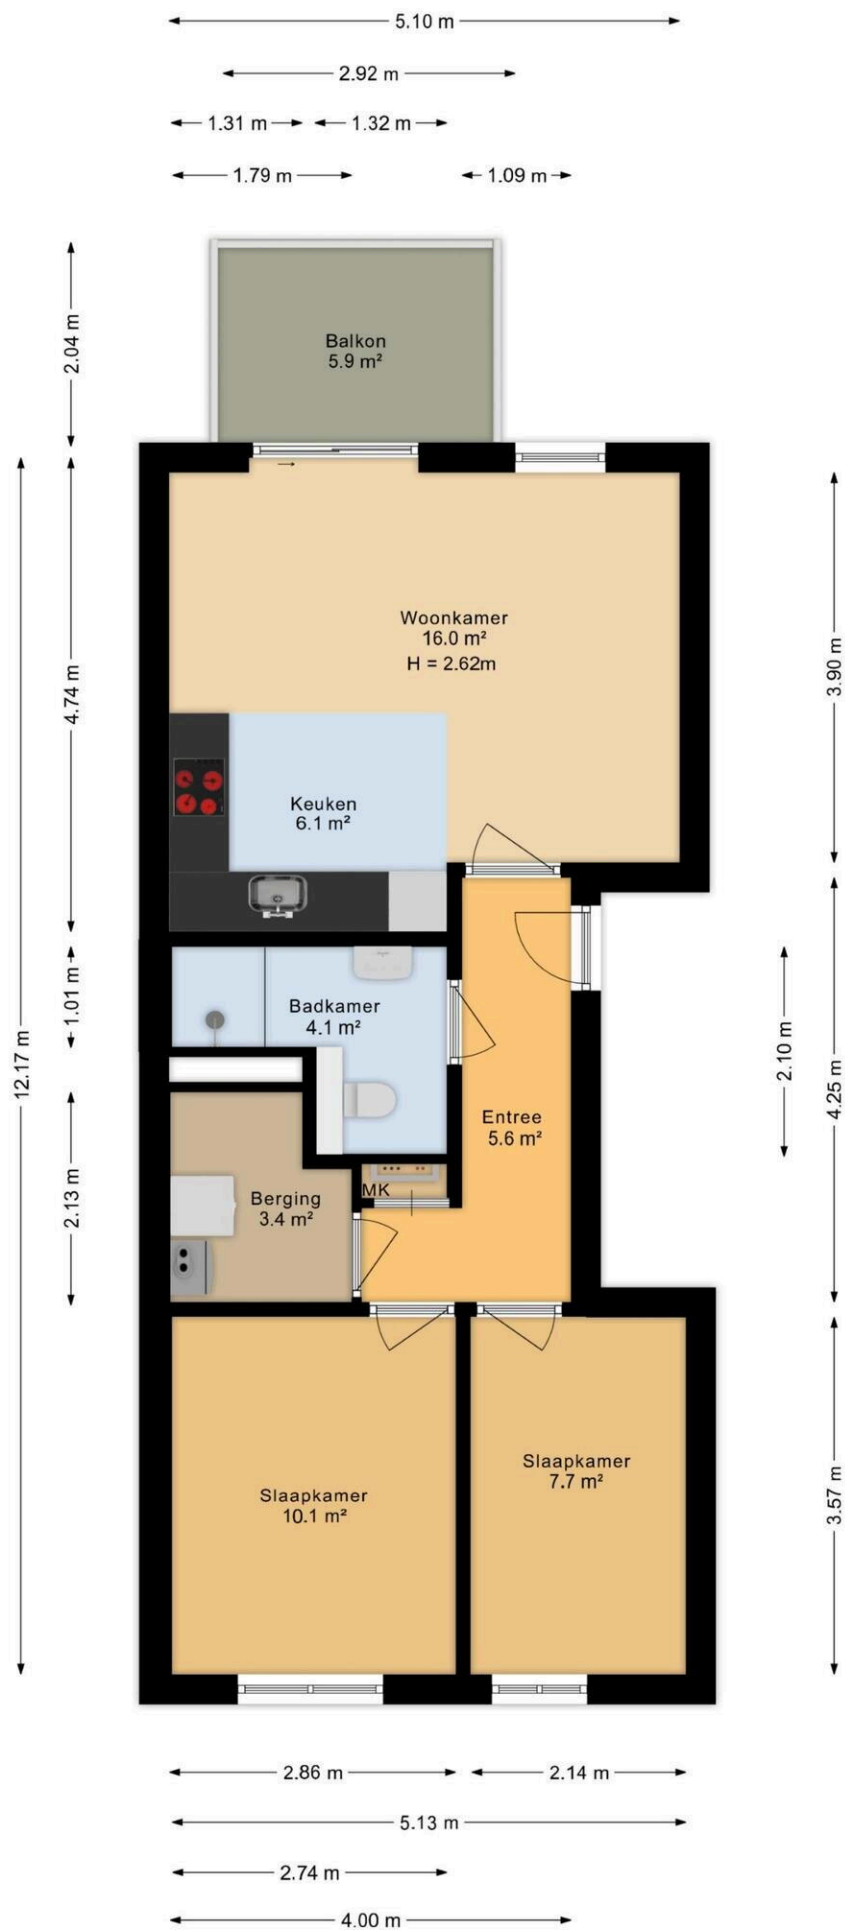 5.10 m
2.92 m
1.31 m
1.32 m
1.79 m
1.09 m
2.04 m
Balkon
5.9 m²
12.17 m
4.74 m
3.90 m
Woonkamer
16.0 m²
H = 2.62m
Keuken
6.1 m²
1.01 m
Badkamer
4.1 m²
2.10 m
4.25 m
Entree
5.6 m²
2.13 m
MK
Berging
3.4 m²
3.57 m
Slaapkamer
7.7 m²
Slaapkamer
10.1 m²
2.86 m
2.14 m
5.13 m
2.74 m
4.00 m